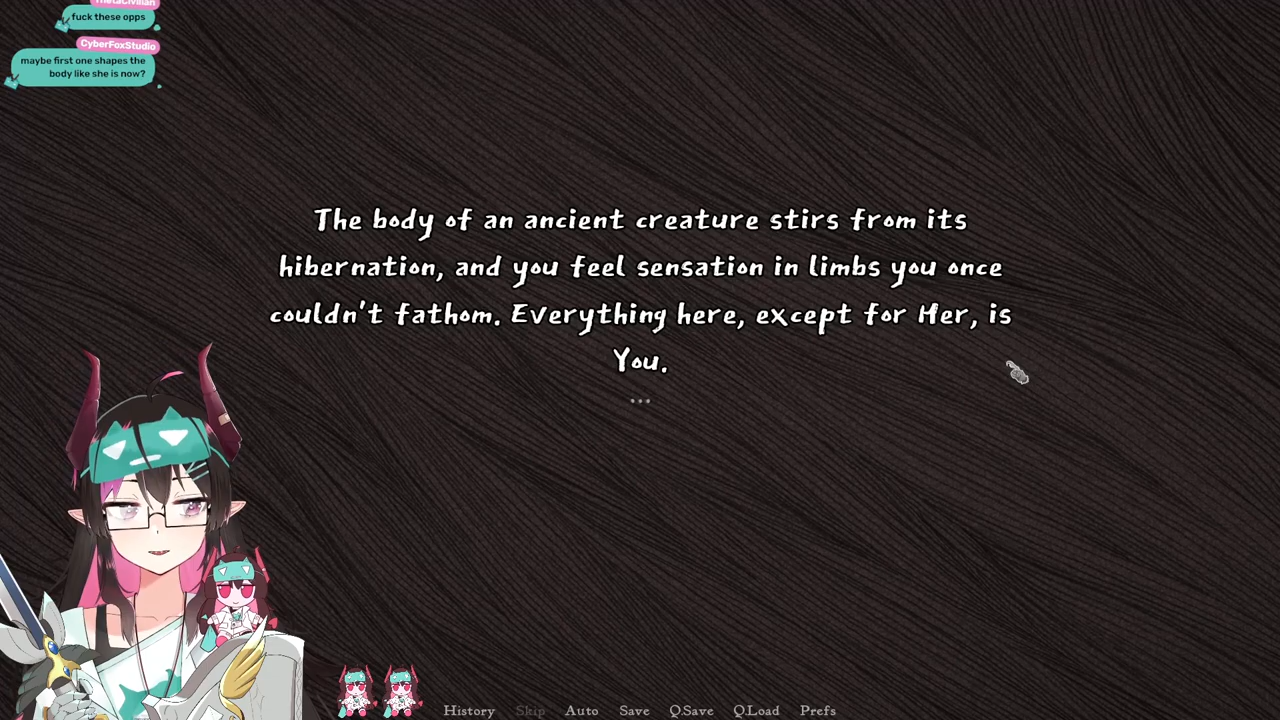 ThetaCivilian
fuck these opps
CyberFoxStudio
maybe first one shapes the
body like she is now?
The body of an ancient creature stirs from its
hibernation, and you feel sensation in limbs you once
couldn't fathom. Everything here, except for Her, is
You.
...
History Skip Auto Save Q.Save Q.Load Prefs